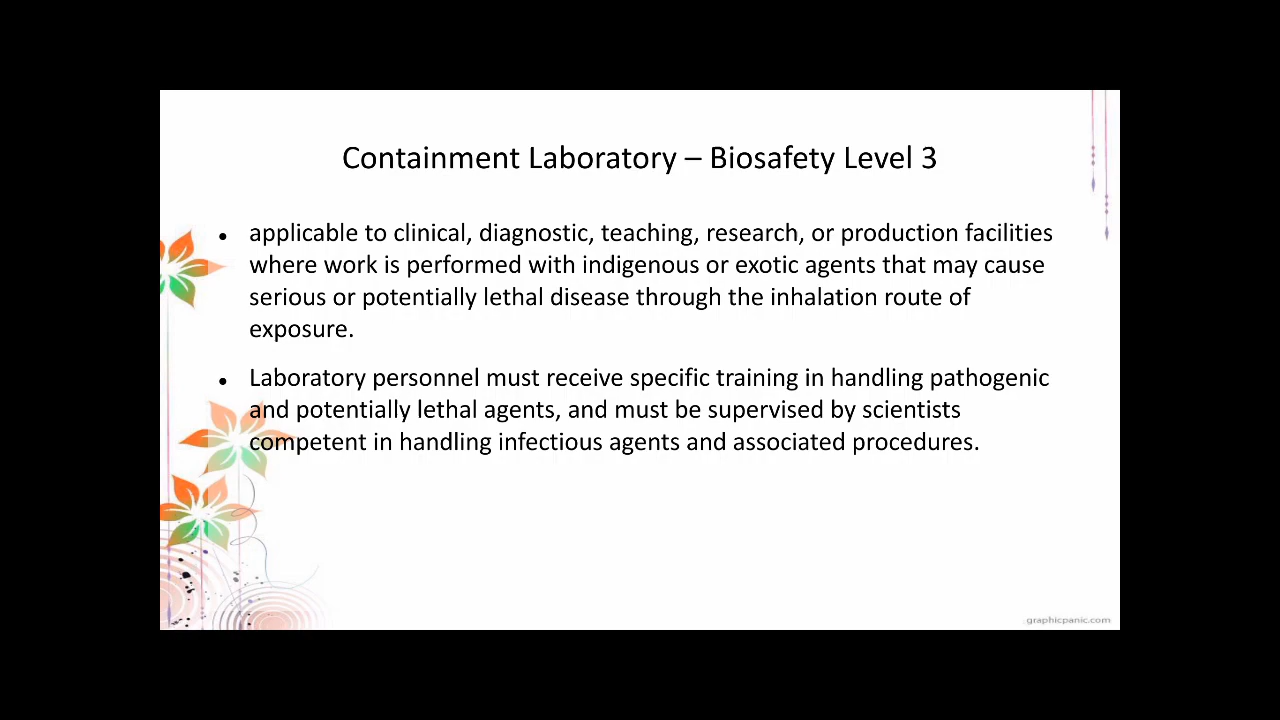 Containment Laboratory – Biosafety Level 3
• applicable to clinical, diagnostic, teaching, research, or production facilities
where work is performed with indigenous or exotic agents that may cause
serious or potentially lethal disease through the inhalation route of
exposure.
• Laboratory personnel must receive specific training in handling pathogenic
and potentially lethal agents, and must be supervised by scientists
competent in handling infectious agents and associated procedures.
graphicpanic.com